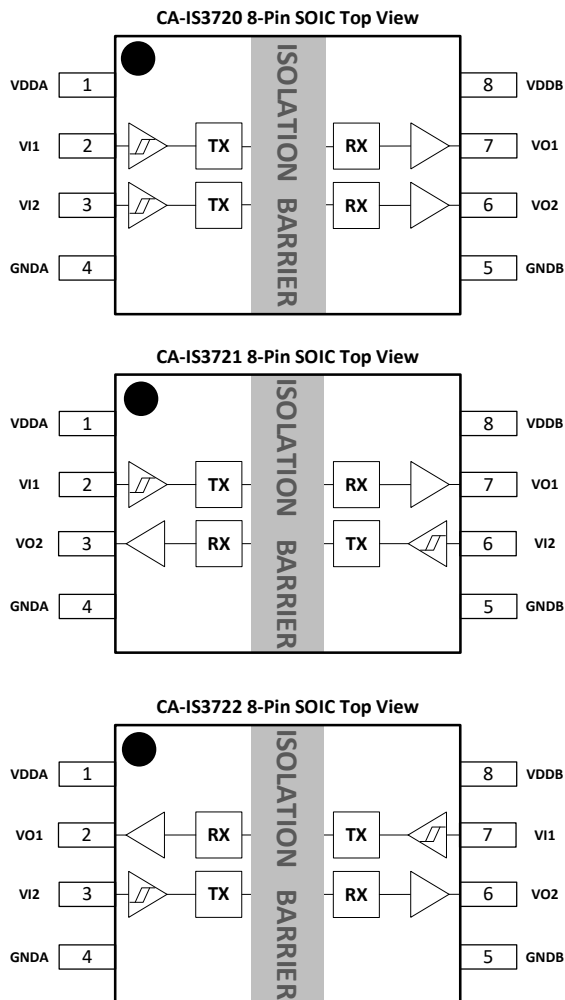 CA-IS3720 8-Pin SOIC Top View
VDDA 1 8 VDDB
VI1 2 TX RX 7 VO1
VI2 3 TX RX 6 VO2
GNDA 4 5 GNDB
ISOLATION BARRIER
CA-IS3721 8-Pin SOIC Top View
VDDA 1 8 VDDB
VI1 2 TX RX 7 VO1
VO2 3 RX TX 6 VI2
GNDA 4 5 GNDB
ISOLATION BARRIER
CA-IS3722 8-Pin SOIC Top View
VDDA 1 8 VDDB
VO1 2 RX TX 7 VI1
VI2 3 TX RX 6 VO2
GNDA 4 5 GNDB
ISOLATION BARRIER